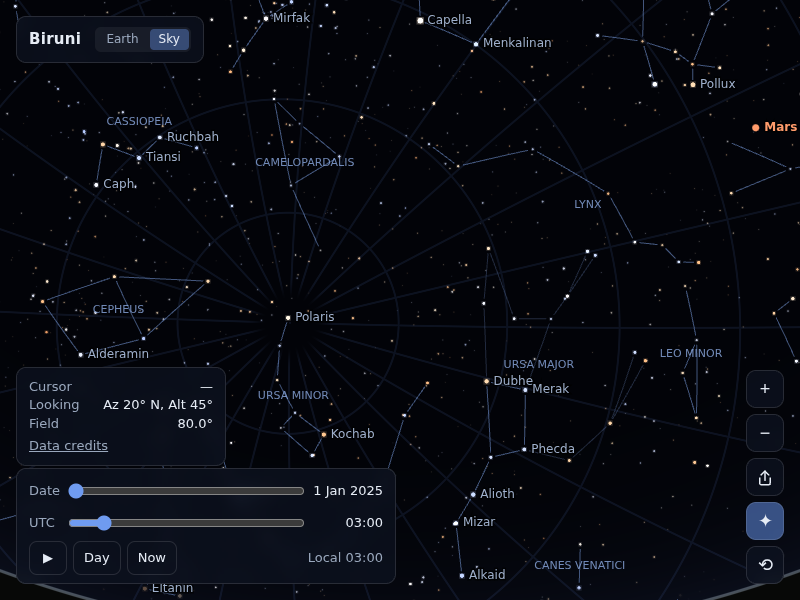 Biruni Earth Sky
Mirfak
Capella
Menkalinan
Pollux
Mars
CASSIOPEJA
Ruchbah
Tiansi
Caph
CAMELOPARDALIS
LYNX
CEPHEUS
Polaris
Alderamin
URSA MAJOR
LEO MINOR
Dubhe
Merak
URSA MINOR
Kochab
Phecda
Alioth
Mizar
Alkaid
CANES VENATICI
Eltanin
Cursor —
Looking Az 20° N, Alt 45°
Field 80.0°
Data credits
Date 1 Jan 2025
UTC 03:00
▶ Day Now Local 03:00
+
−